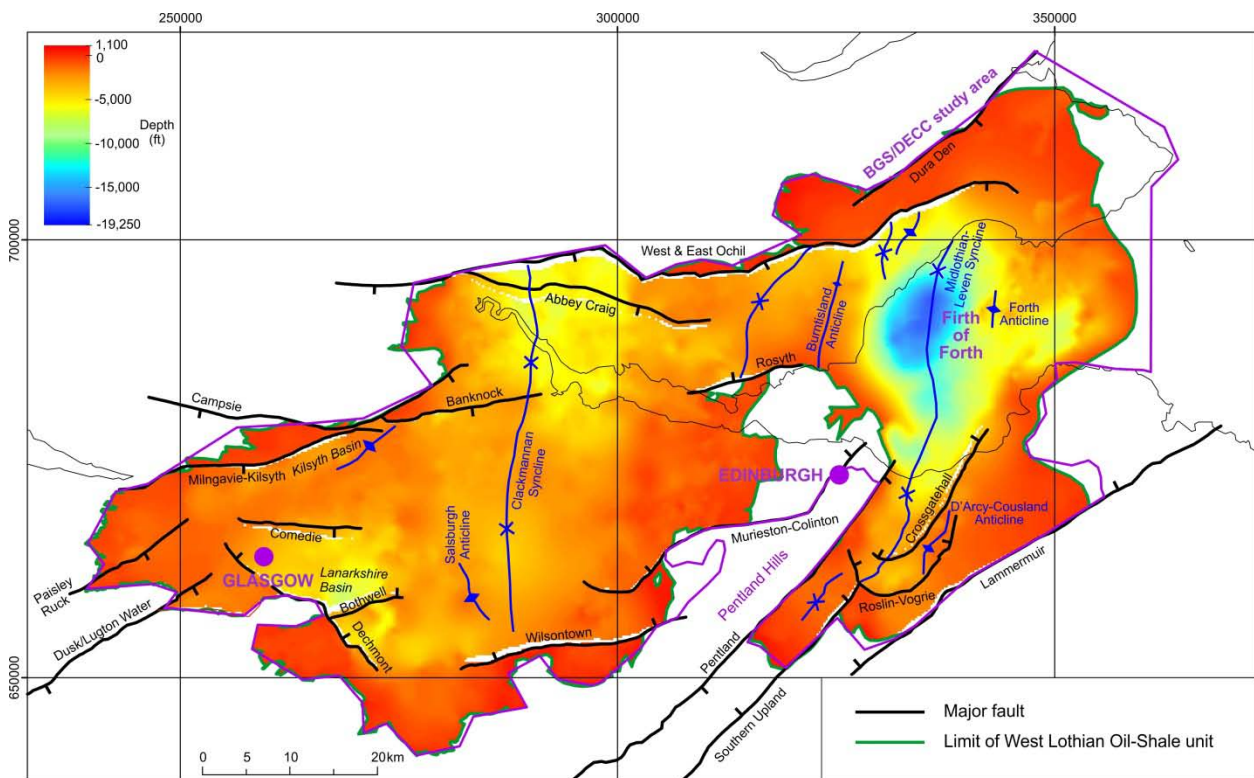 250000
300000
350000
1,100
0
-5,000
Depth
(ft)
-10,000
-15,000
-19,250
BGS/DECC study area
Dura Den
700000
West & East Ochil
Abbey Craig
Midlothian-
Leven Syncline
Burntisland
Anticline
Firth
of
Forth
Forth
Anticline
Rosyth
Campsie
Banknock
Kilsyth Basin
Milngavie-Kilsyth
Clackmannan
Syncline
EDINBURGH
Crossgatehall
D'Arcy-Cousland
Anticline
Murieston-Colinton
Salsburgh
Anticline
Comedie
GLASGOW
Lanarkshire
Basin
Bothwell
Paisley
Ruck
Dusk/Lugton Water
Dechmont
Pentland Hills
Lammermuir
Roslin-Vogrie
Wilsontown
Pentland
Southern Upland
650000
Major fault
Limit of West Lothian Oil-Shale unit
0 10 20km